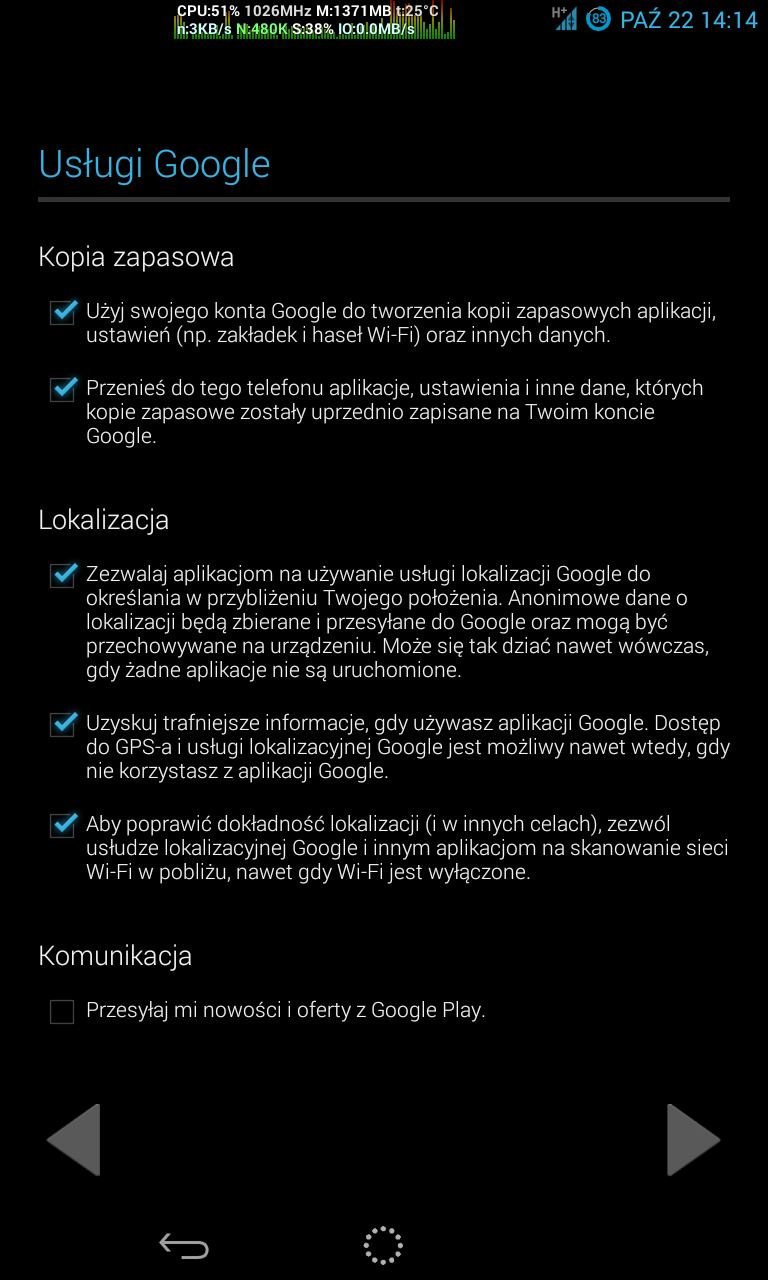 CPU:51% 1026MHz M:1371MB t:25°C
n:3KB/s N:480K S:38% IO:0.0MB/s
H+ 83 PAŹ 22 14:14
Usługi Google
Kopia zapasowa
Użyj swojego konta Google do tworzenia kopii zapasowych aplikacji,
ustawień (np. zakładek i haseł Wi-Fi) oraz innych danych.
Przenieś do tego telefonu aplikacje, ustawienia i inne dane, których
kopie zapasowe zostały uprzednio zapisane na Twoim koncie
Google.
Lokalizacja
Zezwalaj aplikacjom na używanie usługi lokalizacji Google do
określania w przybliżeniu Twojego położenia. Anonimowe dane o
lokalizacji będą zbierane i przesyłane do Google oraz mogą być
przechowywane na urządzeniu. Może się tak dziać nawet wówczas,
gdy żadne aplikacje nie są uruchomione.
Uzyskuj trafniejsze informacje, gdy używasz aplikacji Google. Dostęp
do GPS-a i usługi lokalizacyjnej Google jest możliwy nawet wtedy, gdy
nie korzystasz z aplikacji Google.
Aby poprawić dokładność lokalizacji (i w innych celach), zezwól
usłudze lokalizacyjnej Google i innym aplikacjom na skanowanie sieci
Wi-Fi w pobliżu, nawet gdy Wi-Fi jest wyłączone.
Komunikacja
Przesyłaj mi nowości i oferty z Google Play.